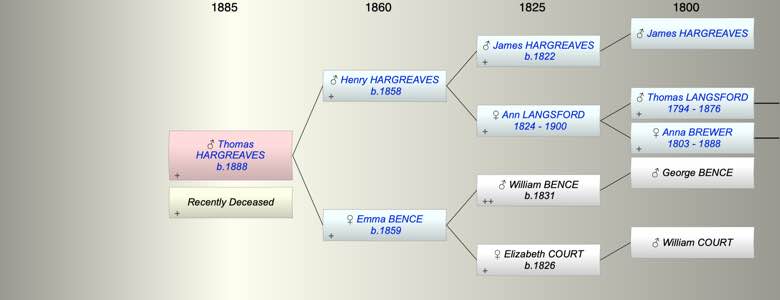 1885 1860 1825 1800
♂ Thomas
HARGREAVES
b.1888
+
Recently Deceased
+
♂ Henry HARGREAVES
b.1858
+
♀ Emma BENCE
b.1859
+
♂ James HARGREAVES
b.1822
+
♀ Ann LANGSFORD
1824 - 1900
+
♂ William BENCE
b.1831
++
♀ Elizabeth COURT
b.1826
+
♂ James HARGREAVES
♂ Thomas LANGSFORD
1794 - 1876
+
♀ Anna BREWER
1803 - 1888
+
♂ George BENCE
♂ William COURT